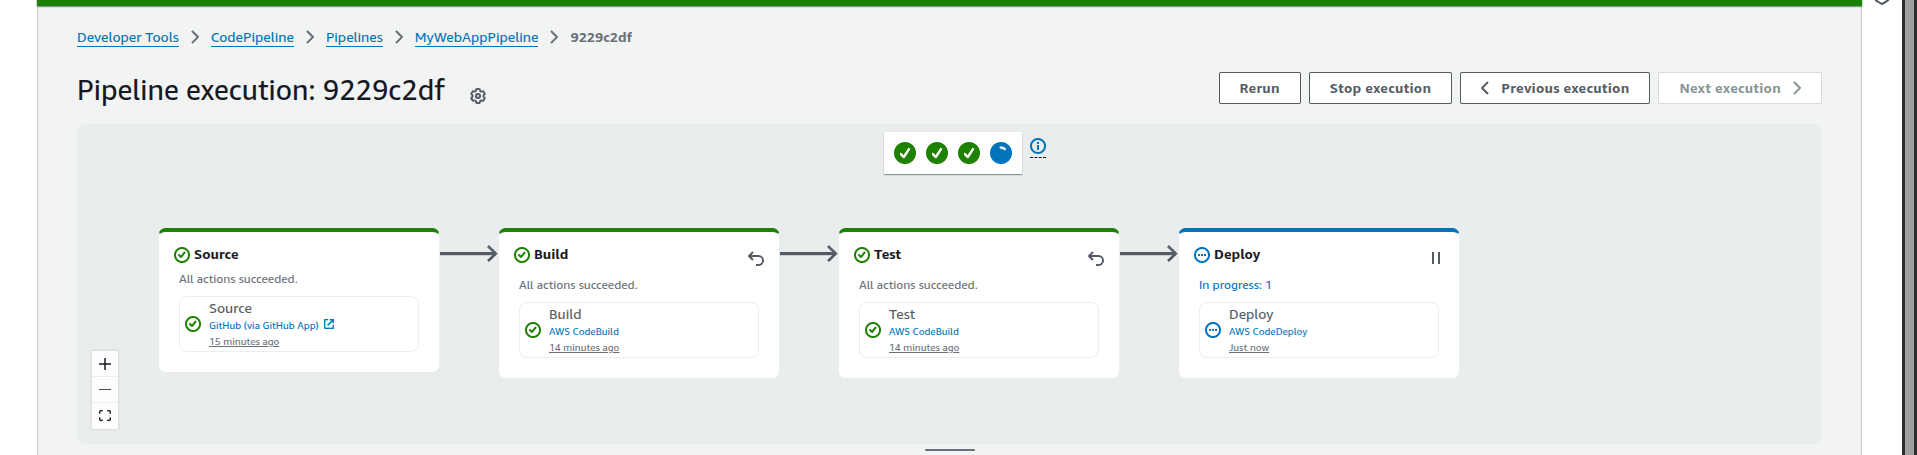 Developer Tools > CodePipeline > Pipelines > MyWebAppPipeline > 9229c2df
Pipeline execution: 9229c2df
Rerun
Stop execution
Previous execution
Next execution
Source
All actions succeeded.
Source
GitHub (via GitHub App)
15 minutes ago
Build
All actions succeeded.
Build
AWS CodeBuild
14 minutes ago
Test
All actions succeeded.
Test
AWS CodeBuild
14 minutes ago
Deploy
In progress: 1
Deploy
AWS CodeDeploy
Just now